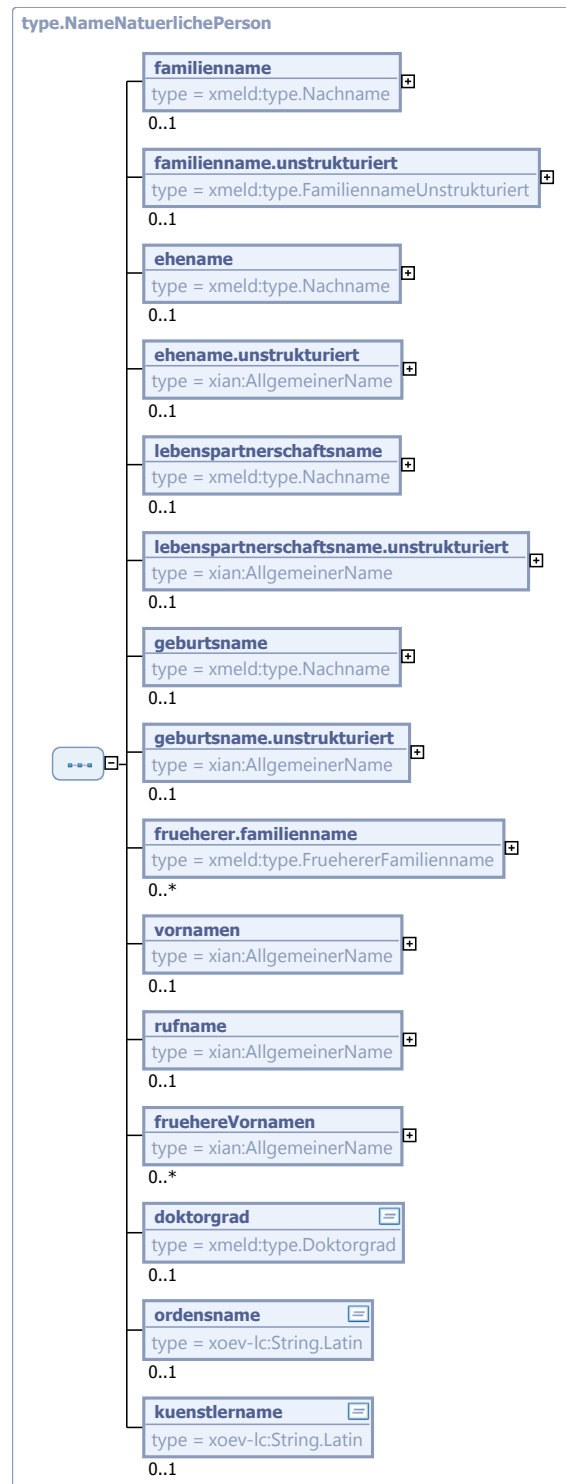 type.NameNatuerlichePerson
familienname
type = xmeld:type.Nachname
0..1
familienname.unstrukturiert
type = xmeld:type.FamiliennameUnstrukturiert
0..1
ehename
type = xmeld:type.Nachname
0..1
ehename.unstrukturiert
type = xian:AllgemeinerName
0..1
lebenspartnerschaftsname
type = xmeld:type.Nachname
0..1
lebenspartnerschaftsname.unstrukturiert
type = xian:AllgemeinerName
0..1
geburtsname
type = xmeld:type.Nachname
0..1
geburtsname.unstrukturiert
type = xian:AllgemeinerName
0..1
frueherer.familienname
type = xmeld:type.FruehererFamilienname
0..*
vornamen
type = xian:AllgemeinerName
0..1
rufname
type = xian:AllgemeinerName
0..1
fruehereVornamen
type = xian:AllgemeinerName
0..*
doktorgrad
type = xmeld:type.Doktorgrad
0..1
ordensname
type = xoev-lc:String.Latin
0..1
kuenstlername
type = xoev-lc:String.Latin
0..1